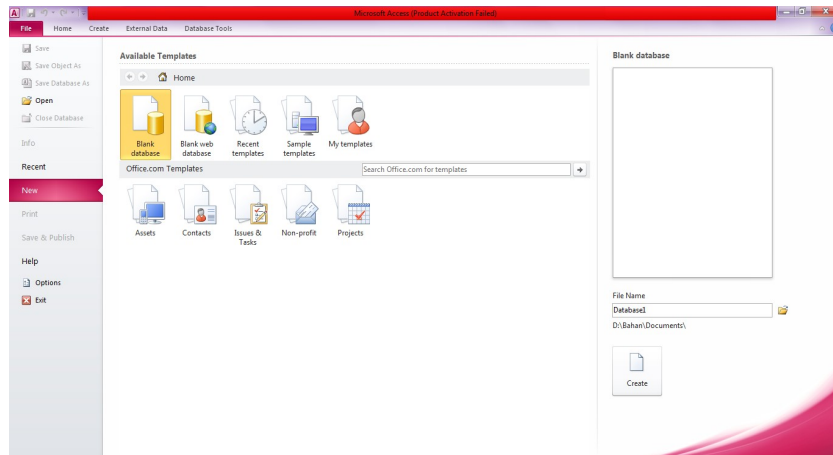 Microsoft Access (Product Activation Failed)
File Home Create External Data Database Tools
Save
Save Object As
Save Database As
Open
Close Database
Info
Recent
New
Print
Save & Publish
Help
Options
Exit
Available Templates
Home
Blank database
Blank web database
Recent templates
Sample templates
My templates
Office.com Templates
Search Office.com for templates
Assets
Contacts
Issues & Tasks
Non-profit
Projects
Blank database
File Name
Database1
D:\Bahan\Documents\
Create